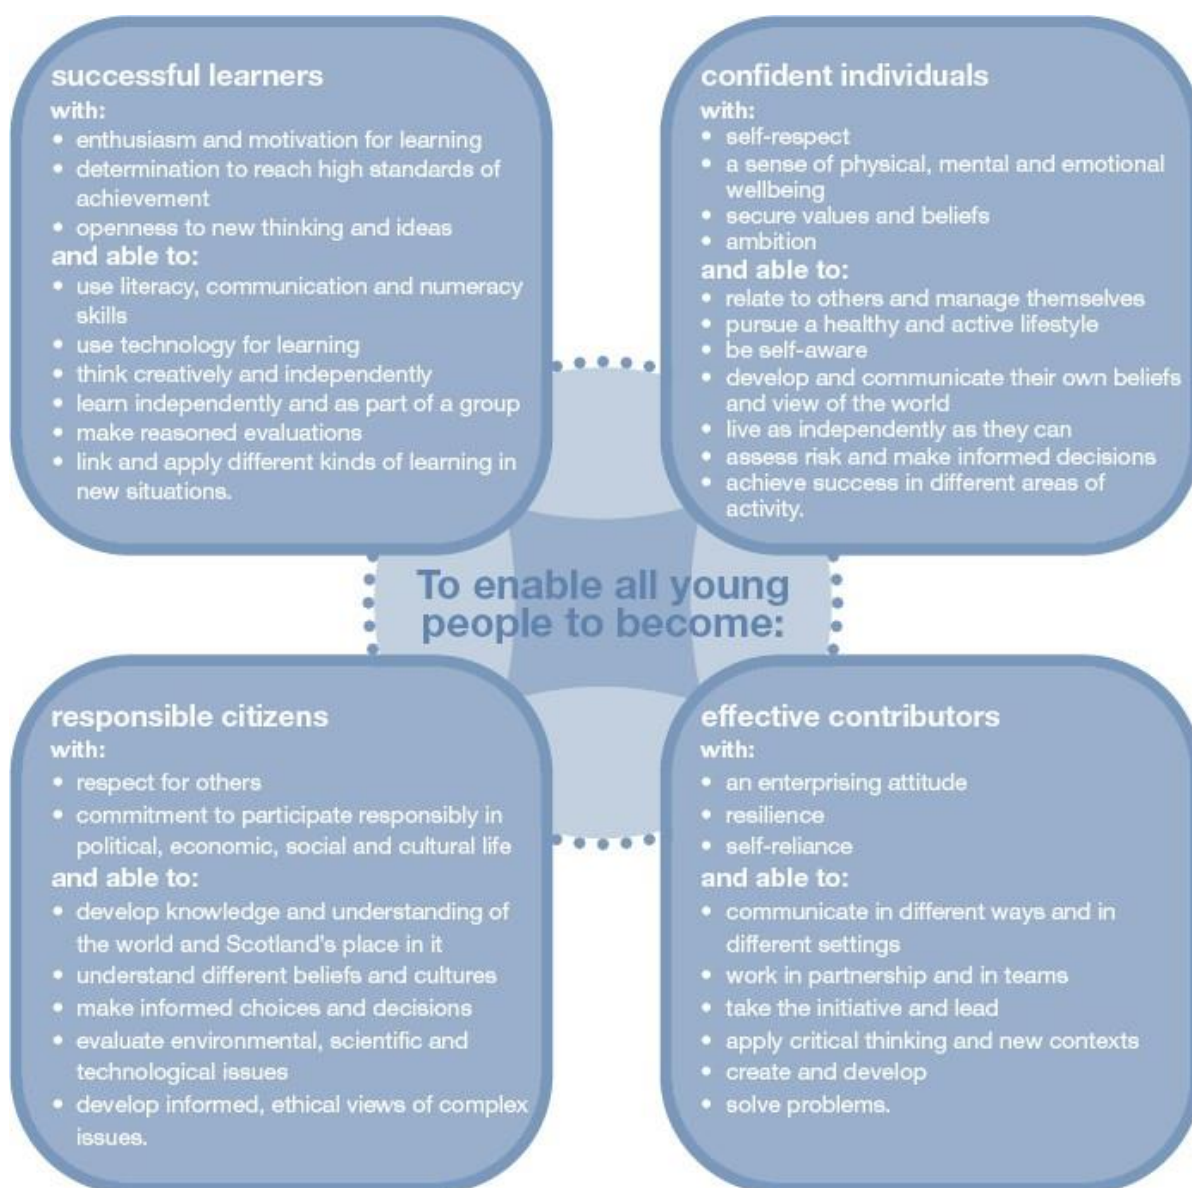 successful learners
with:
• enthusiasm and motivation for learning
• determination to reach high standards of
achievement
• openness to new thinking and ideas
and able to:
• use literacy, communication and numeracy
skills
• use technology for learning
• think creatively and independently
• learn independently and as part of a group
• make reasoned evaluations
• link and apply different kinds of learning in
new situations.
confident individuals
with:
• self-respect
• a sense of physical, mental and emotional
wellbeing
• secure values and beliefs
• ambition
and able to:
• relate to others and manage themselves
• pursue a healthy and active lifestyle
• be self-aware
• develop and communicate their own beliefs
and view of the world
• live as independently as they can
• assess risk and make informed decisions
• achieve success in different areas of
activity.
To enable all young
people to become:
responsible citizens
with:
• respect for others
• commitment to participate responsibly in
political, economic, social and cultural life
and able to:
• develop knowledge and understanding of
the world and Scotland's place in it
• understand different beliefs and cultures
• make informed choices and decisions
• evaluate environmental, scientific and
technological issues
• develop informed, ethical views of complex
issues.
effective contributors
with:
• an enterprising attitude
• resilience
• self-reliance
and able to:
• communicate in different ways and in
different settings
• work in partnership and in teams
• take the initiative and lead
• apply critical thinking and new contexts
• create and develop
• solve problems.